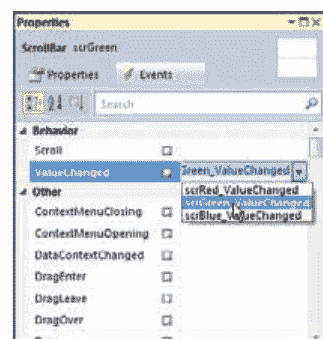 Properties
ScrollBar scrGreen
Properties Events
Search
Behavior
Scroll
ValueChanged Green_ValueChanged
scrRed_ValueChanged
Other scrGreen_ValueChanged
ContextMenuClosing scrBlue_ValueChanged
ContextMenuOpening
DataContextChanged
DragEnter
DragLeave
DragOver